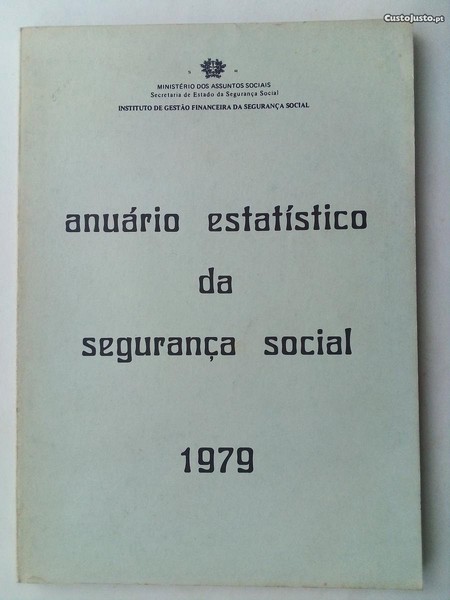 CustoJusto.pt
S R
MINISTÉRIO DOS ASSUNTOS SOCIAIS
Secretaria de Estado da Segurança Social
INSTITUTO DE GESTÃO FINANCEIRA DA SEGURANÇA SOCIAL
anuário estatístico
da
segurança social
1979